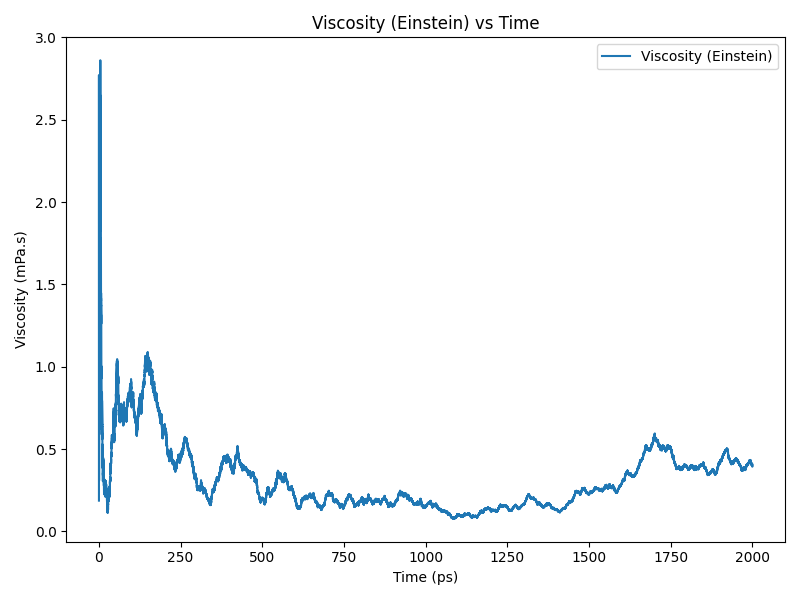 Viscosity (Einstein) vs Time
Viscosity (Einstein)
3.0
2.5
2.0
1.5
1.0
0.5
0.0
Viscosity (mPa.s)
0 250 500 750 1000 1250 1500 1750 2000
Time (ps)